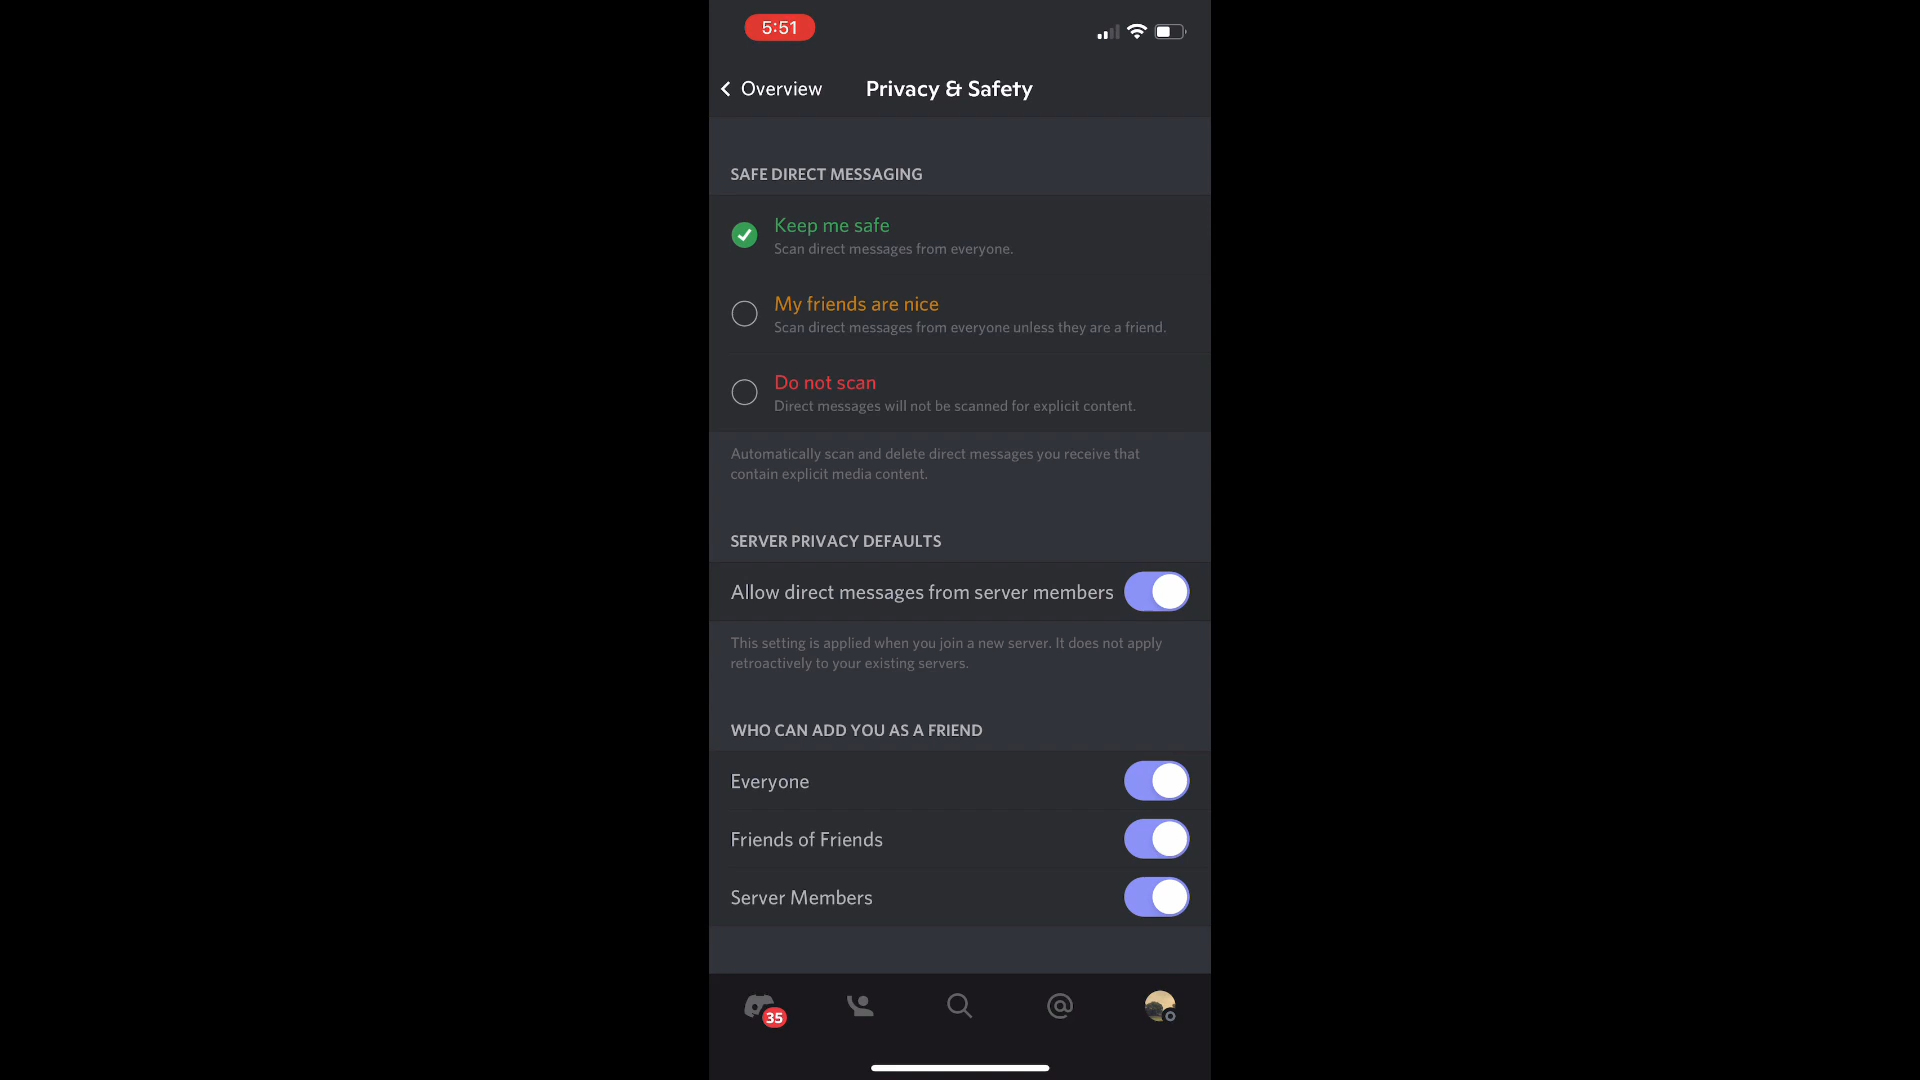 5:51
Overview
Privacy & Safety
SAFE DIRECT MESSAGING
Keep me safe
Scan direct messages from everyone.
My friends are nice
Scan direct messages from everyone unless they are a friend.
Do not scan
Direct messages will not be scanned for explicit content.
Automatically scan and delete direct messages you receive that
contain explicit media content.
SERVER PRIVACY DEFAULTS
Allow direct messages from server members
This setting is applied when you join a new server. It does not apply
retroactively to your existing servers.
WHO CAN ADD YOU AS A FRIEND
Everyone
Friends of Friends
Server Members
35